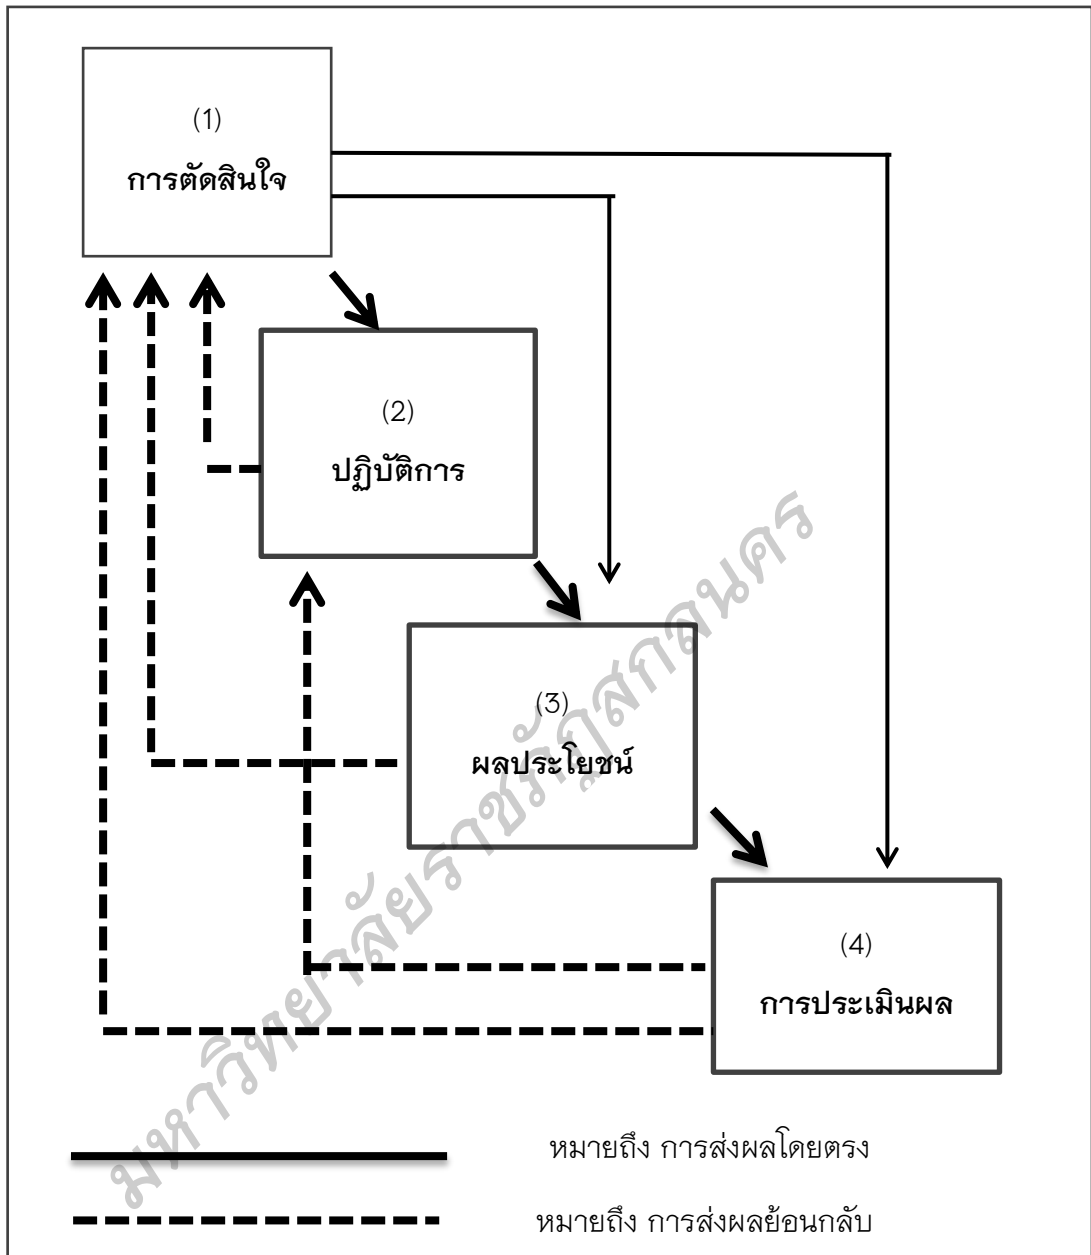 (1)
การตัดสินใจ
(2)
ปฏิบัติการ
(3)
ผลประโยชน์
(4)
การประเมินผล
หมายถึง การส่งผลโดยตรง
หมายถึง การส่งผลย้อนกลับ
มหาวิทยาลัยราชภัฏสกลนคร